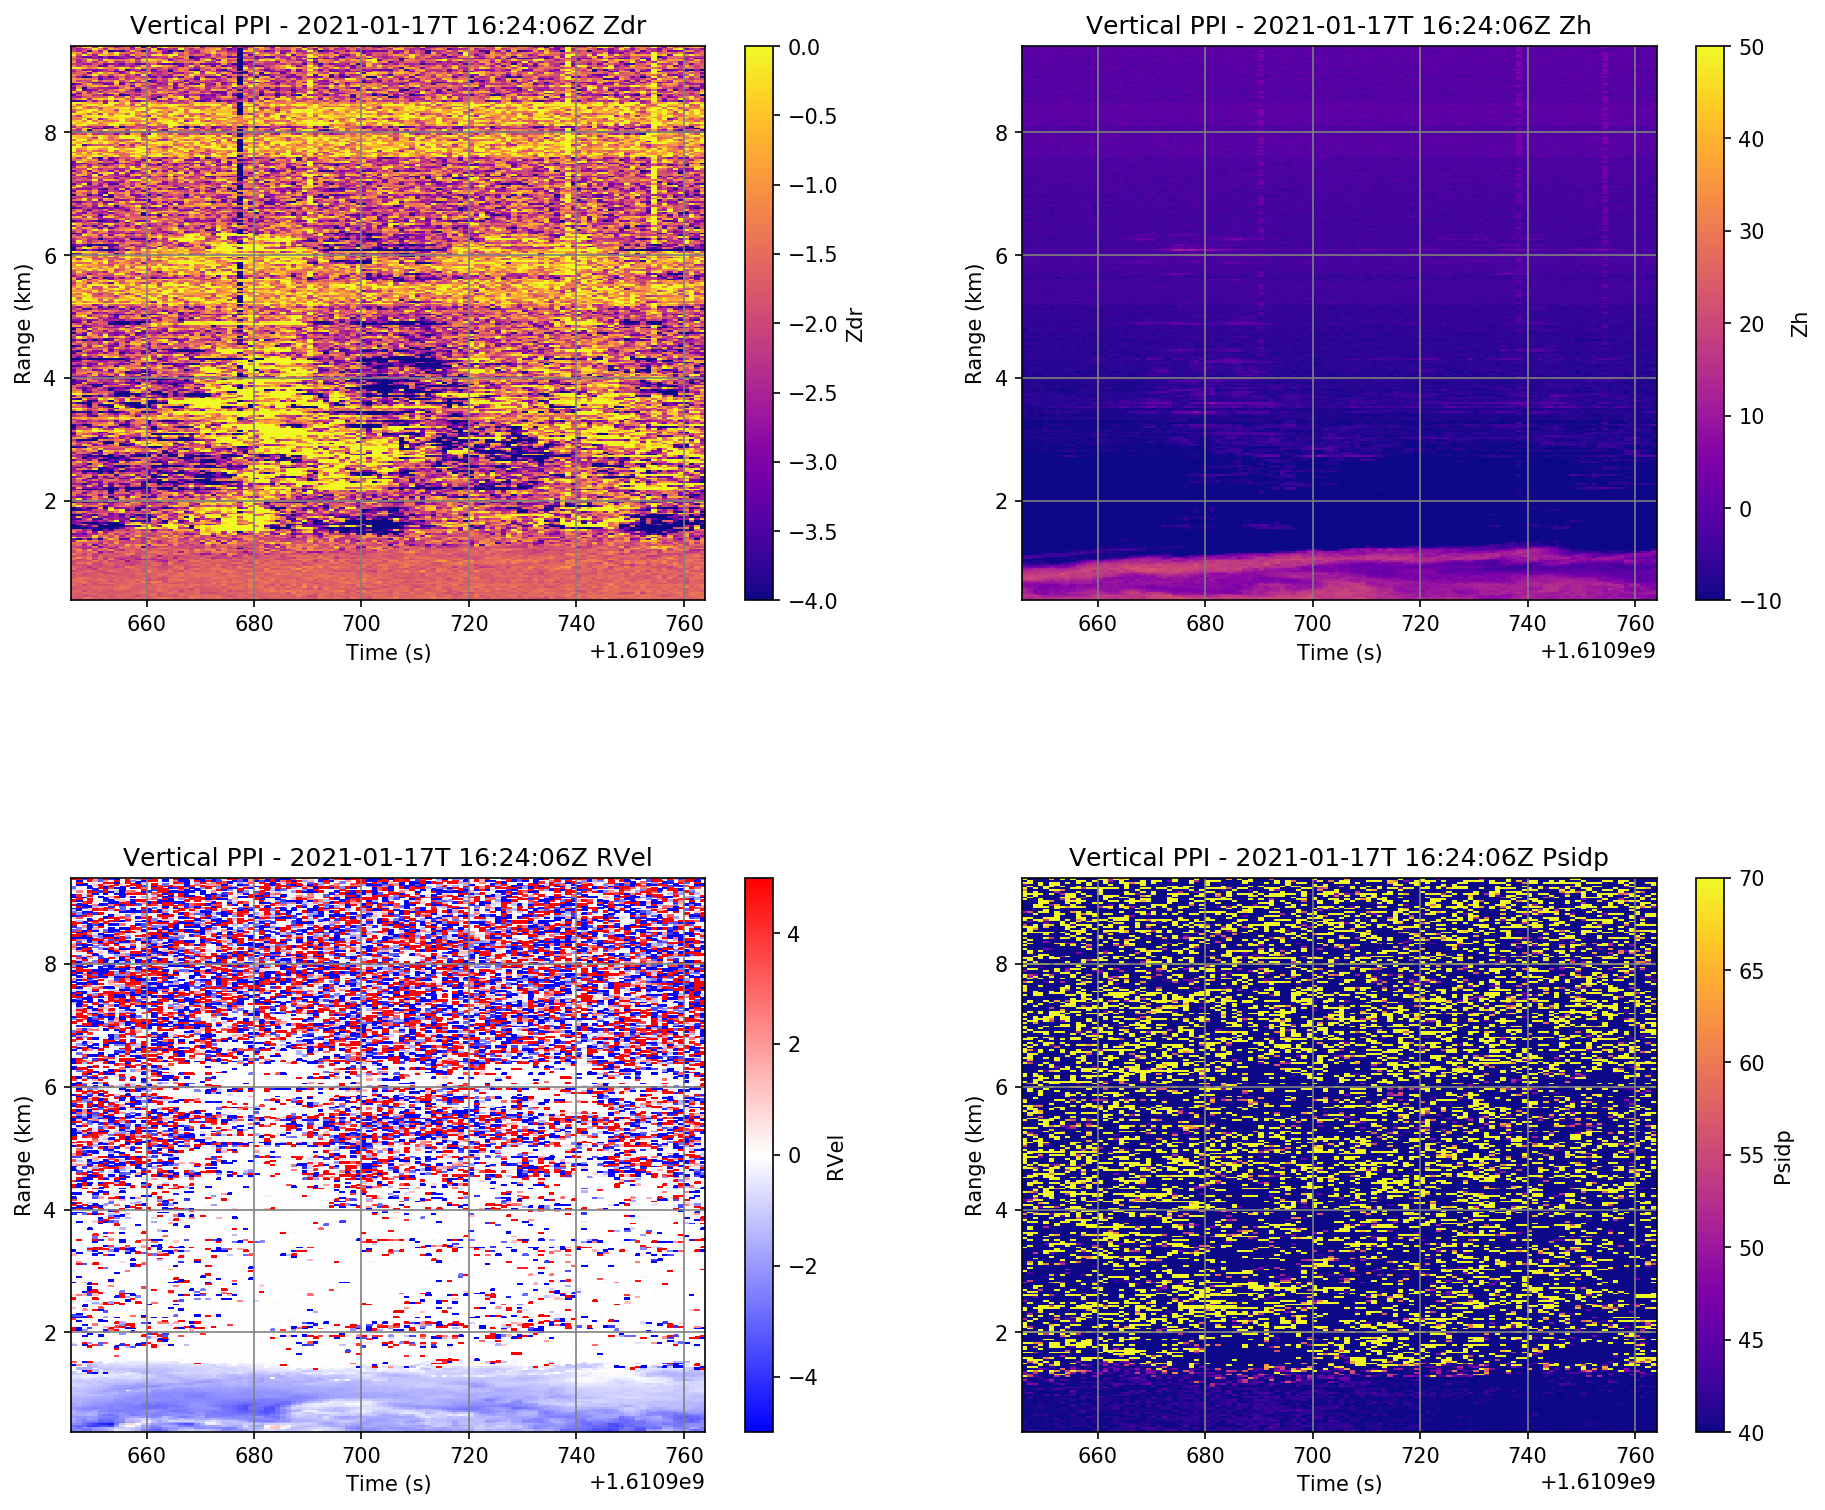 Vertical PPI - 2021-01-17T 16:24:06Z Zdr
Range (km)
8
6
4
2
660 680 700 720 740 760
Time (s)
+1.6109e9
0.0
−0.5
−1.0
−1.5
−2.0
−2.5
−3.0
−3.5
−4.0
Zdr
Vertical PPI - 2021-01-17T 16:24:06Z Zh
Range (km)
8
6
4
2
660 680 700 720 740 760
Time (s)
+1.6109e9
50
40
30
20
10
0
−10
Zh
Vertical PPI - 2021-01-17T 16:24:06Z RVel
Range (km)
8
6
4
2
660 680 700 720 740 760
Time (s)
+1.6109e9
4
2
0
−2
−4
RVel
Vertical PPI - 2021-01-17T 16:24:06Z Psidp
Range (km)
8
6
4
2
660 680 700 720 740 760
Time (s)
+1.6109e9
70
65
60
55
50
45
40
Psidp